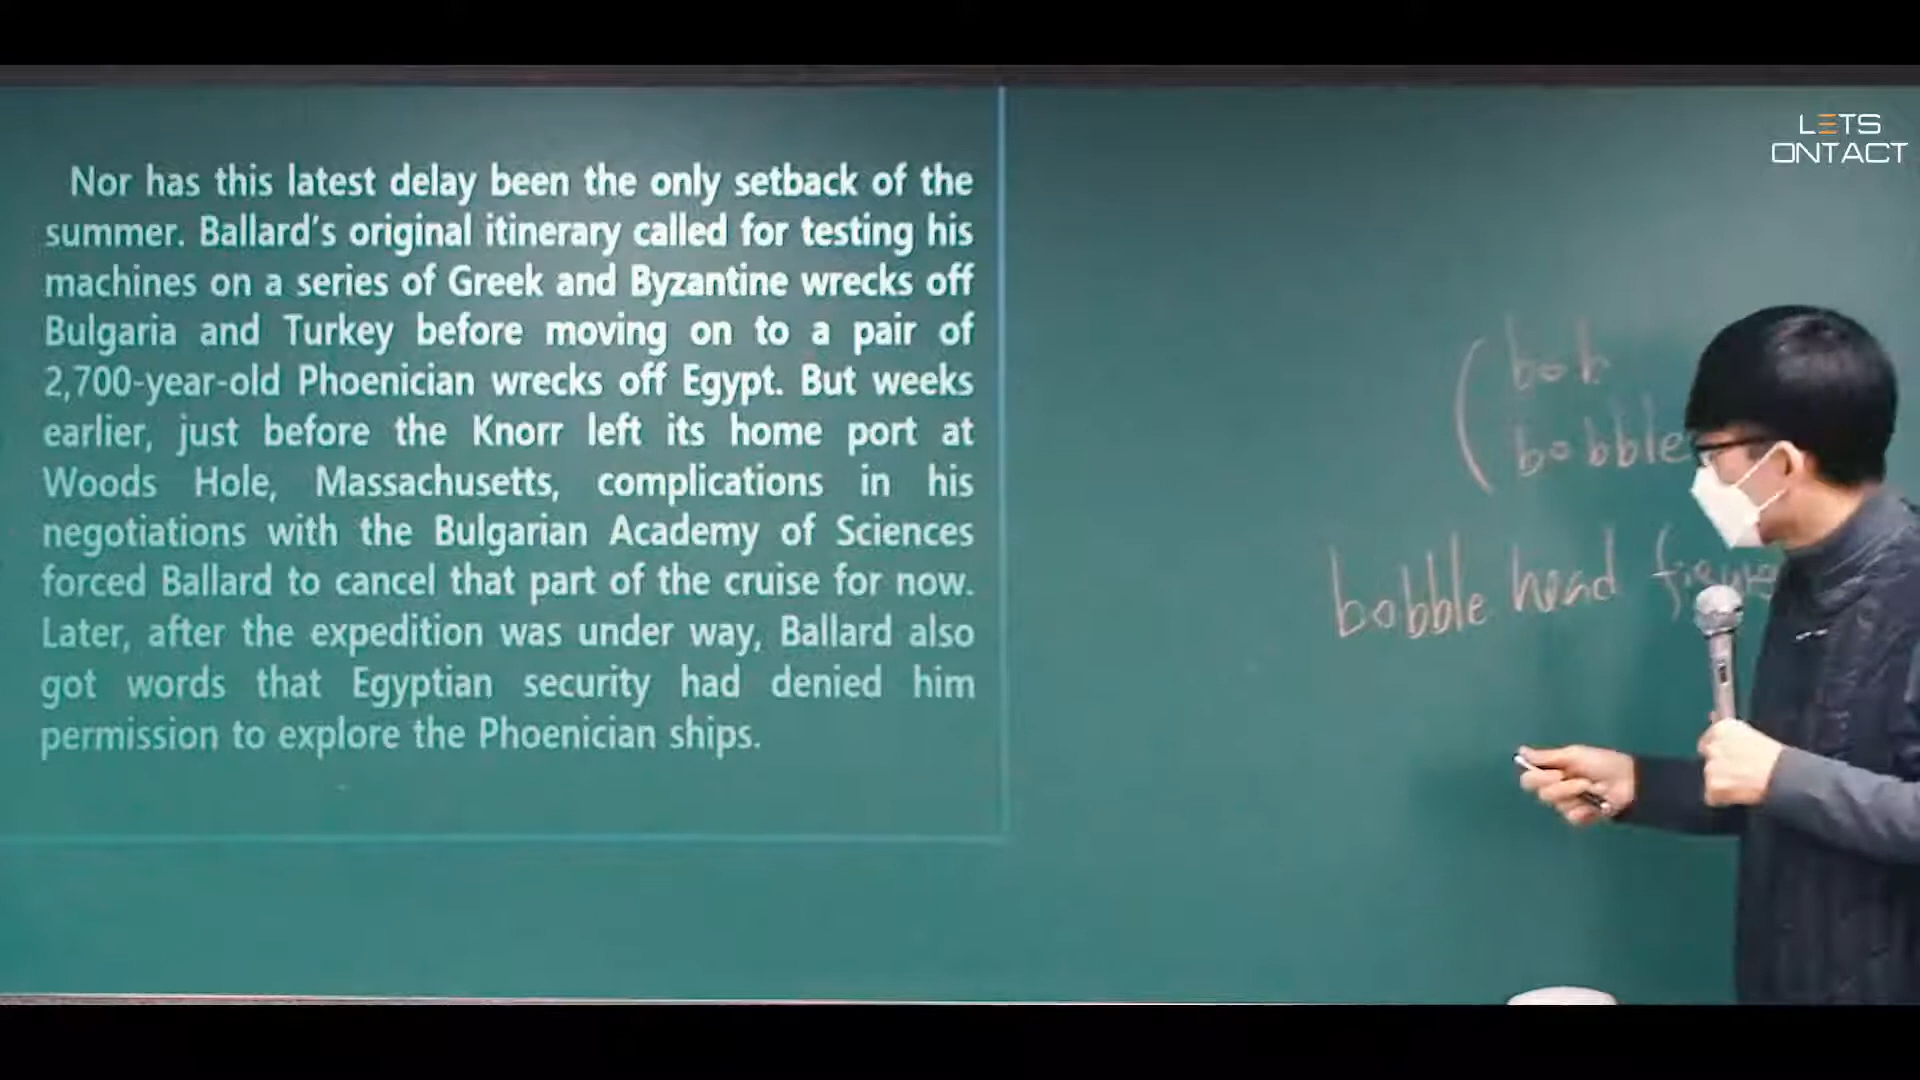 LETS
ONTACT
Nor has this latest delay been the only setback of the
summer. Ballard's original itinerary called for testing his
machines on a series of Greek and Byzantine wrecks off
Bulgaria and Turkey before moving on to a pair of
2,700-year-old Phoenician wrecks off Egypt. But weeks
earlier, just before the Knorr left its home port at
Woods Hole, Massachusetts, complications in his
negotiations with the Bulgarian Academy of Sciences
forced Ballard to cancel that part of the cruise for now.
Later, after the expedition was under way, Ballard also
got words that Egyptian security had denied him
permission to explore the Phoenician ships.
bob
bobble
bobble head